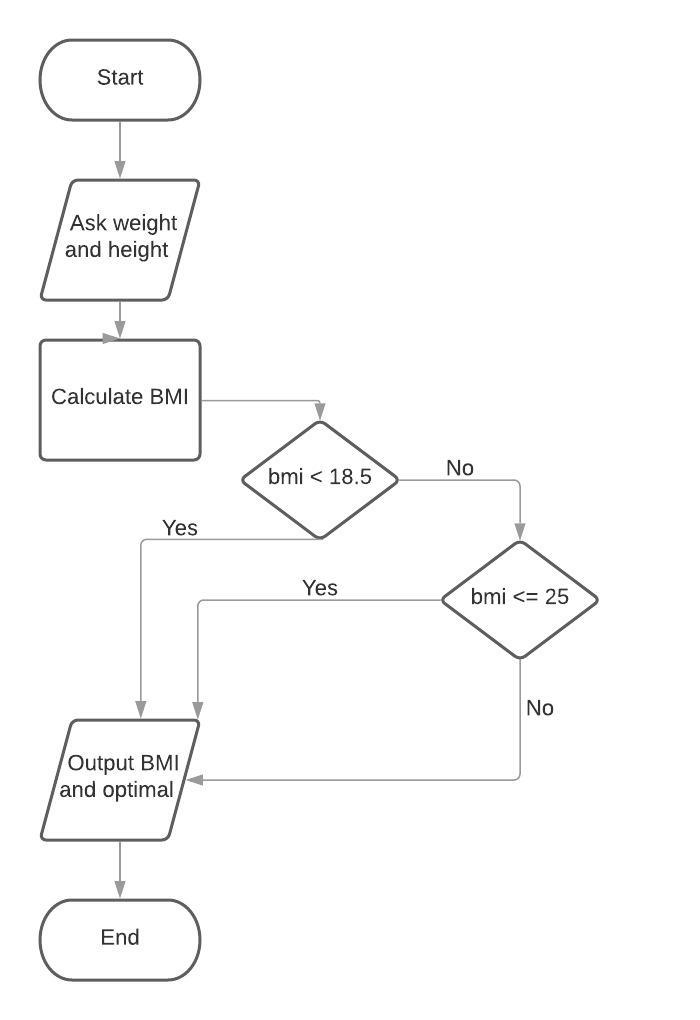 Start
Ask weight
and height
Calculate BMI
bmi < 18.5
No
Yes
Yes
bmi <= 25
No
Output BMI
and optimal
End